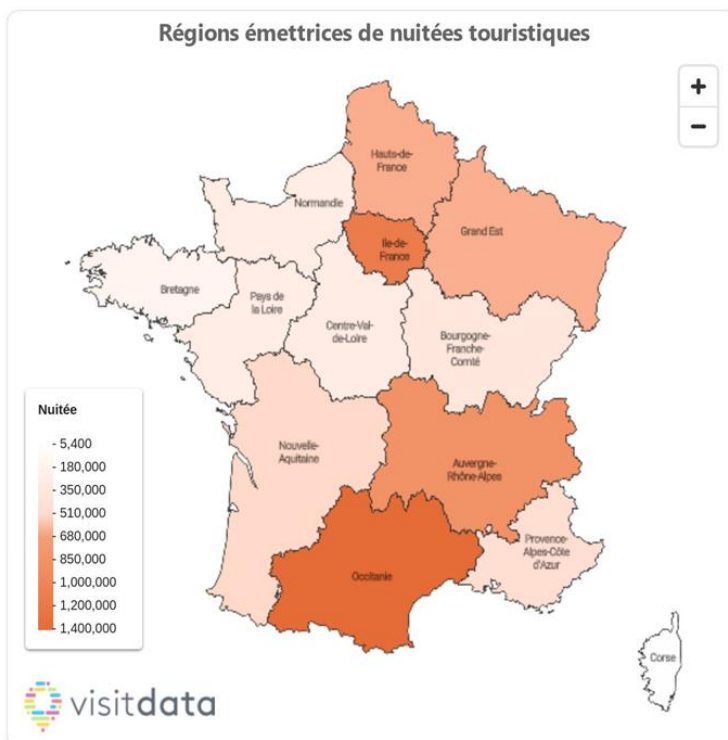 Régions émettrices de nuitées touristiques
+
−
Hauts-de-
France
Normandie
Ile-de-
France
Grand Est
Bretagne
Pays de
la Loire
Centre-Val-
de-Loire
Bourgogne-
Franche-
Comté
Nuitée
- 5,400
- 180,000
- 350,000
- 510,000
- 680,000
- 850,000
- 1,000,000
- 1,200,000
- 1,400,000
Nouvelle-
Aquitaine
Auvergne-
Rhône-Alpes
Provence-
Alpes-Côte
d'Azur
Occitanie
Corse
visitdata